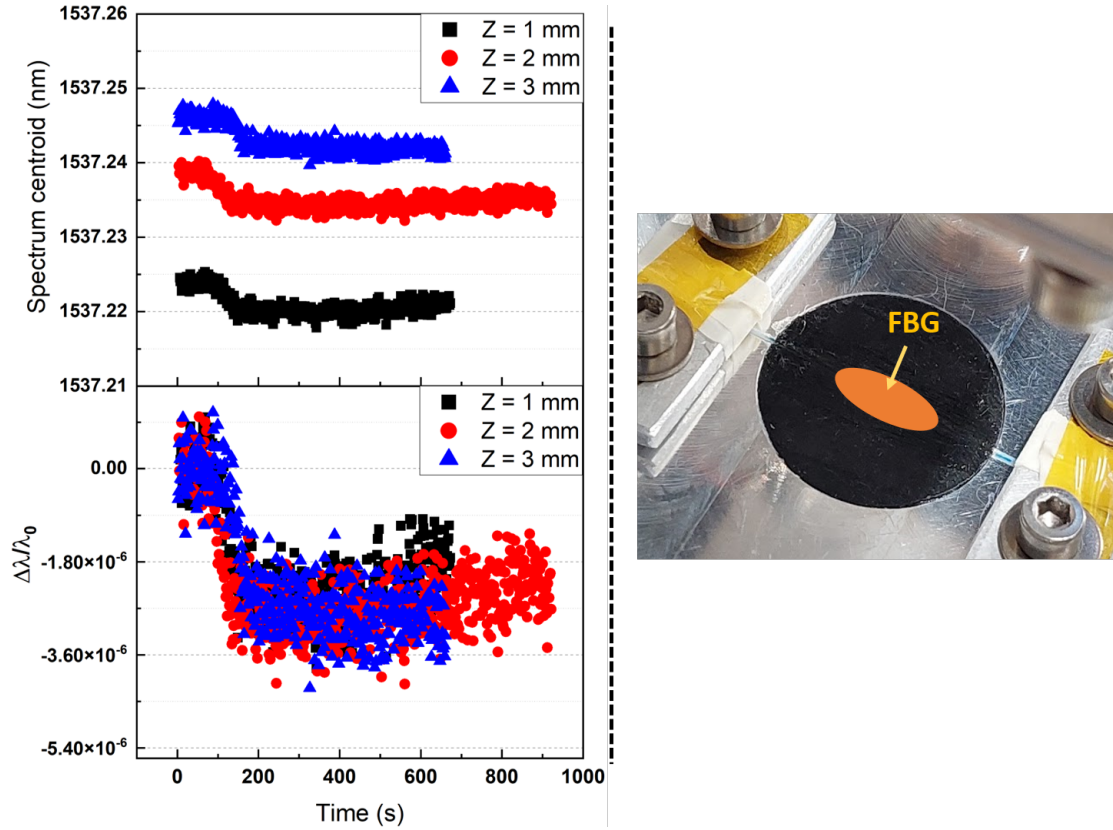 1537.26
1537.25
1537.24
1537.23
1537.22
1537.21
Spectrum centroid (nm)
Z = 1 mm
Z = 2 mm
Z = 3 mm
0.00
-1.80×10⁻⁶
-3.60×10⁻⁶
-5.40×10⁻⁶
Δλ/λ₀
Z = 1 mm
Z = 2 mm
Z = 3 mm
0 200 400 600 800 1000
Time (s)
FBG